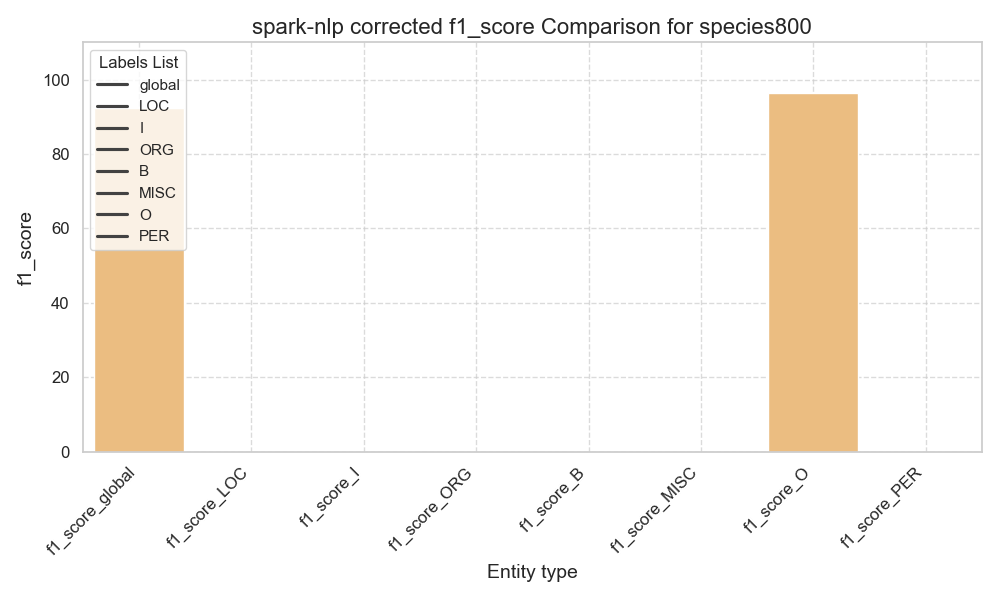 spark-nlp corrected f1_score Comparison for species800
Labels List
global
LOC
I
ORG
B
MISC
O
PER
f1_score
100
80
60
40
20
0
f1_score_global
f1_score_LOC
f1_score_I
f1_score_ORG
f1_score_B
f1_score_MISC
f1_score_O
f1_score_PER
Entity type